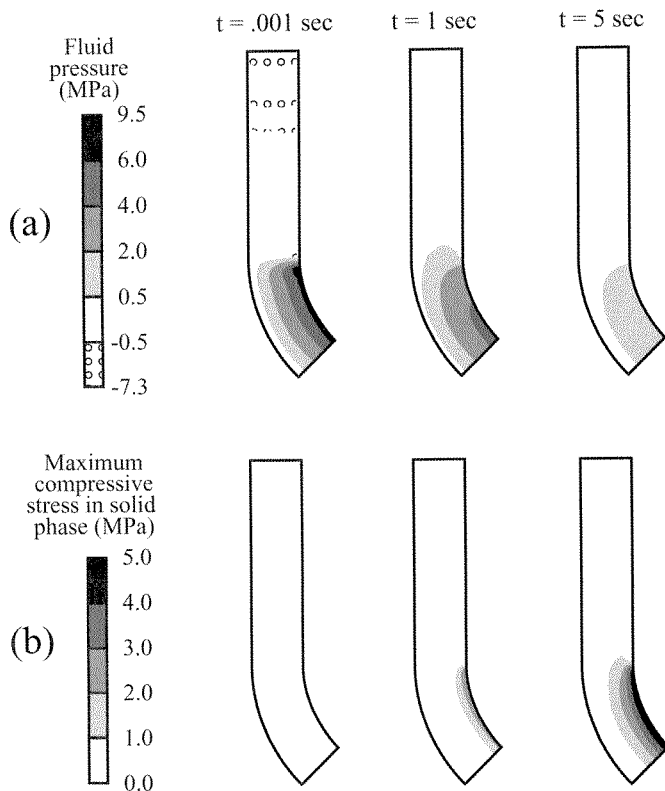 t = .001 sec
t = 1 sec
t = 5 sec
Fluid
pressure
(MPa)
9.5
6.0
4.0
2.0
0.5
-0.5
-7.3
(a)
Maximum
compressive
stress in solid
phase (MPa)
5.0
4.0
3.0
2.0
1.0
0.0
(b)